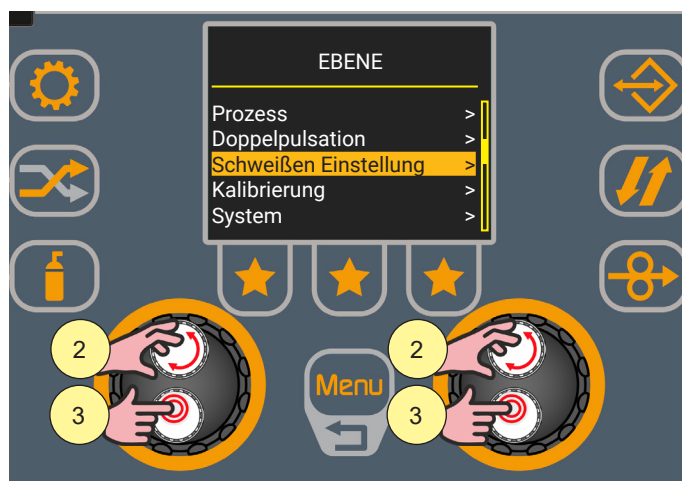 EBENE
Prozess >
Doppelpulsation >
Schweißen Einstellung >
Kalibrierung >
System >
2
2
3
3
Menu